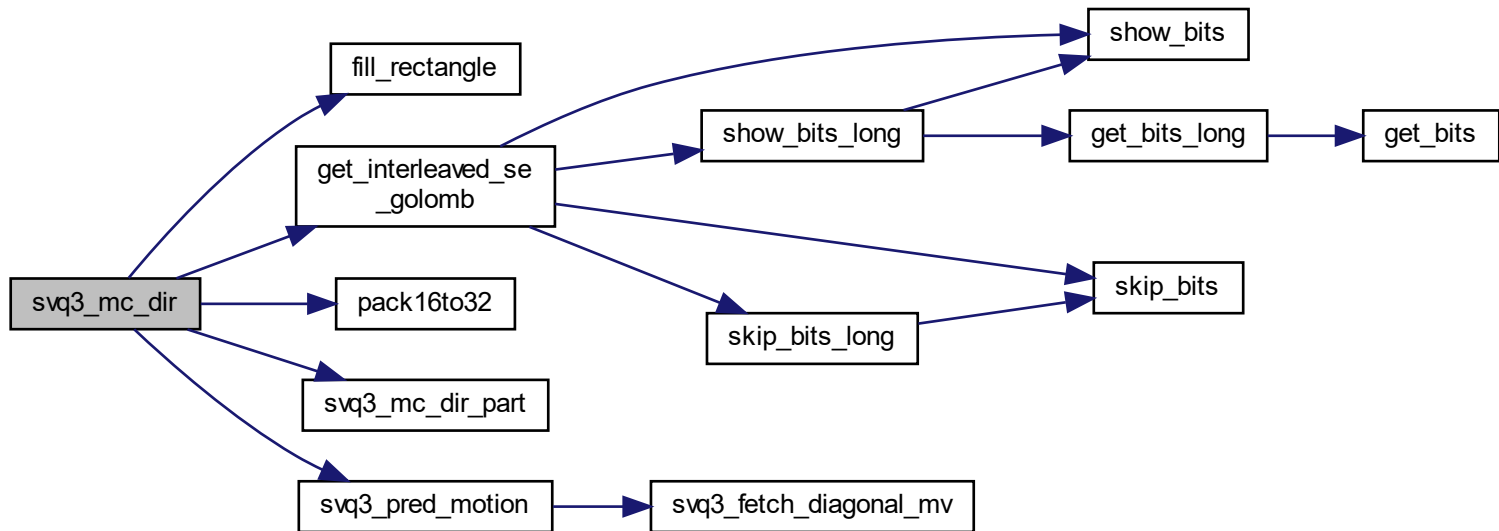 show_bits
fill_rectangle
show_bits_long
get_bits_long
get_bits
get_interleaved_se
_golomb
svq3_mc_dir
pack16to32
skip_bits
skip_bits_long
svq3_mc_dir_part
svq3_pred_motion
svq3_fetch_diagonal_mv